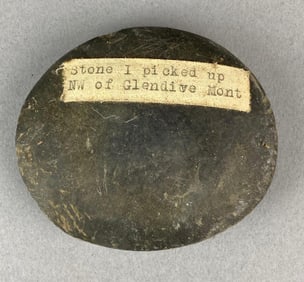 Stone I picked up
NW of Glendive Mont